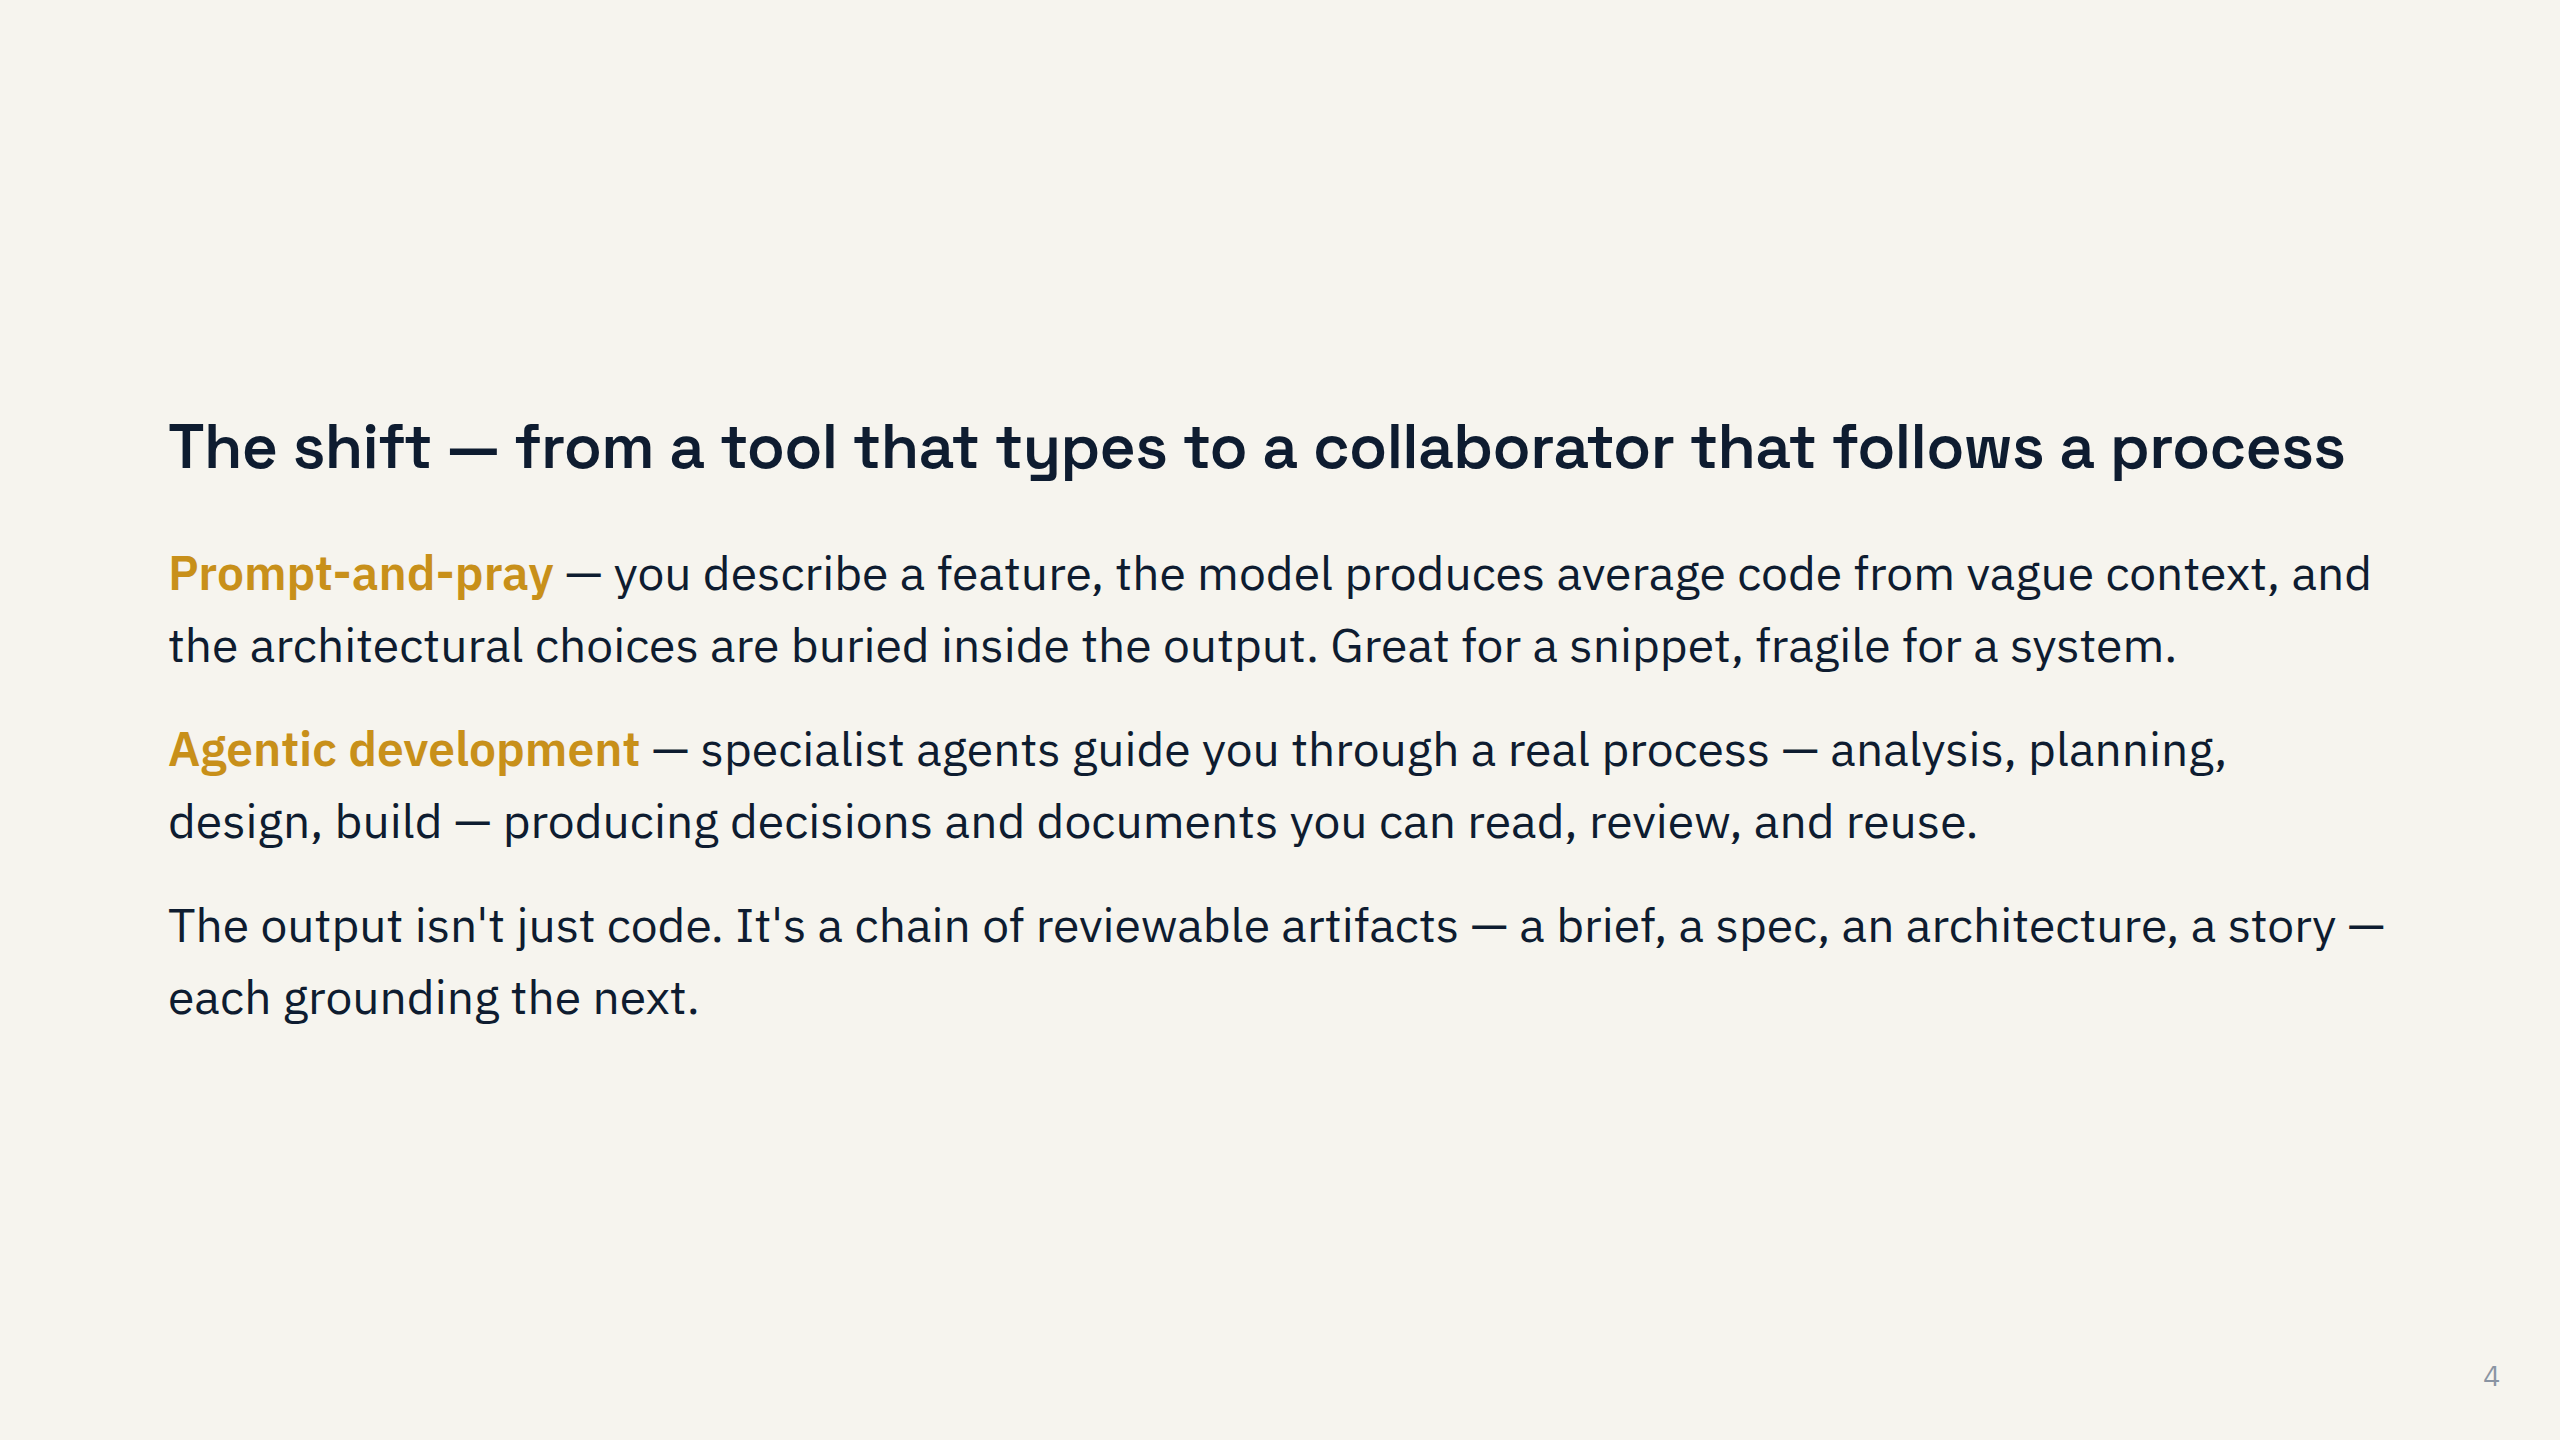 The shift — from a tool that types to a collaborator that follows a process
Prompt-and-pray — you describe a feature, the model produces average code from vague context, and
the architectural choices are buried inside the output. Great for a snippet, fragile for a system.
Agentic development — specialist agents guide you through a real process — analysis, planning,
design, build — producing decisions and documents you can read, review, and reuse.
The output isn't just code. It's a chain of reviewable artifacts — a brief, a spec, an architecture, a story —
each grounding the next.
4